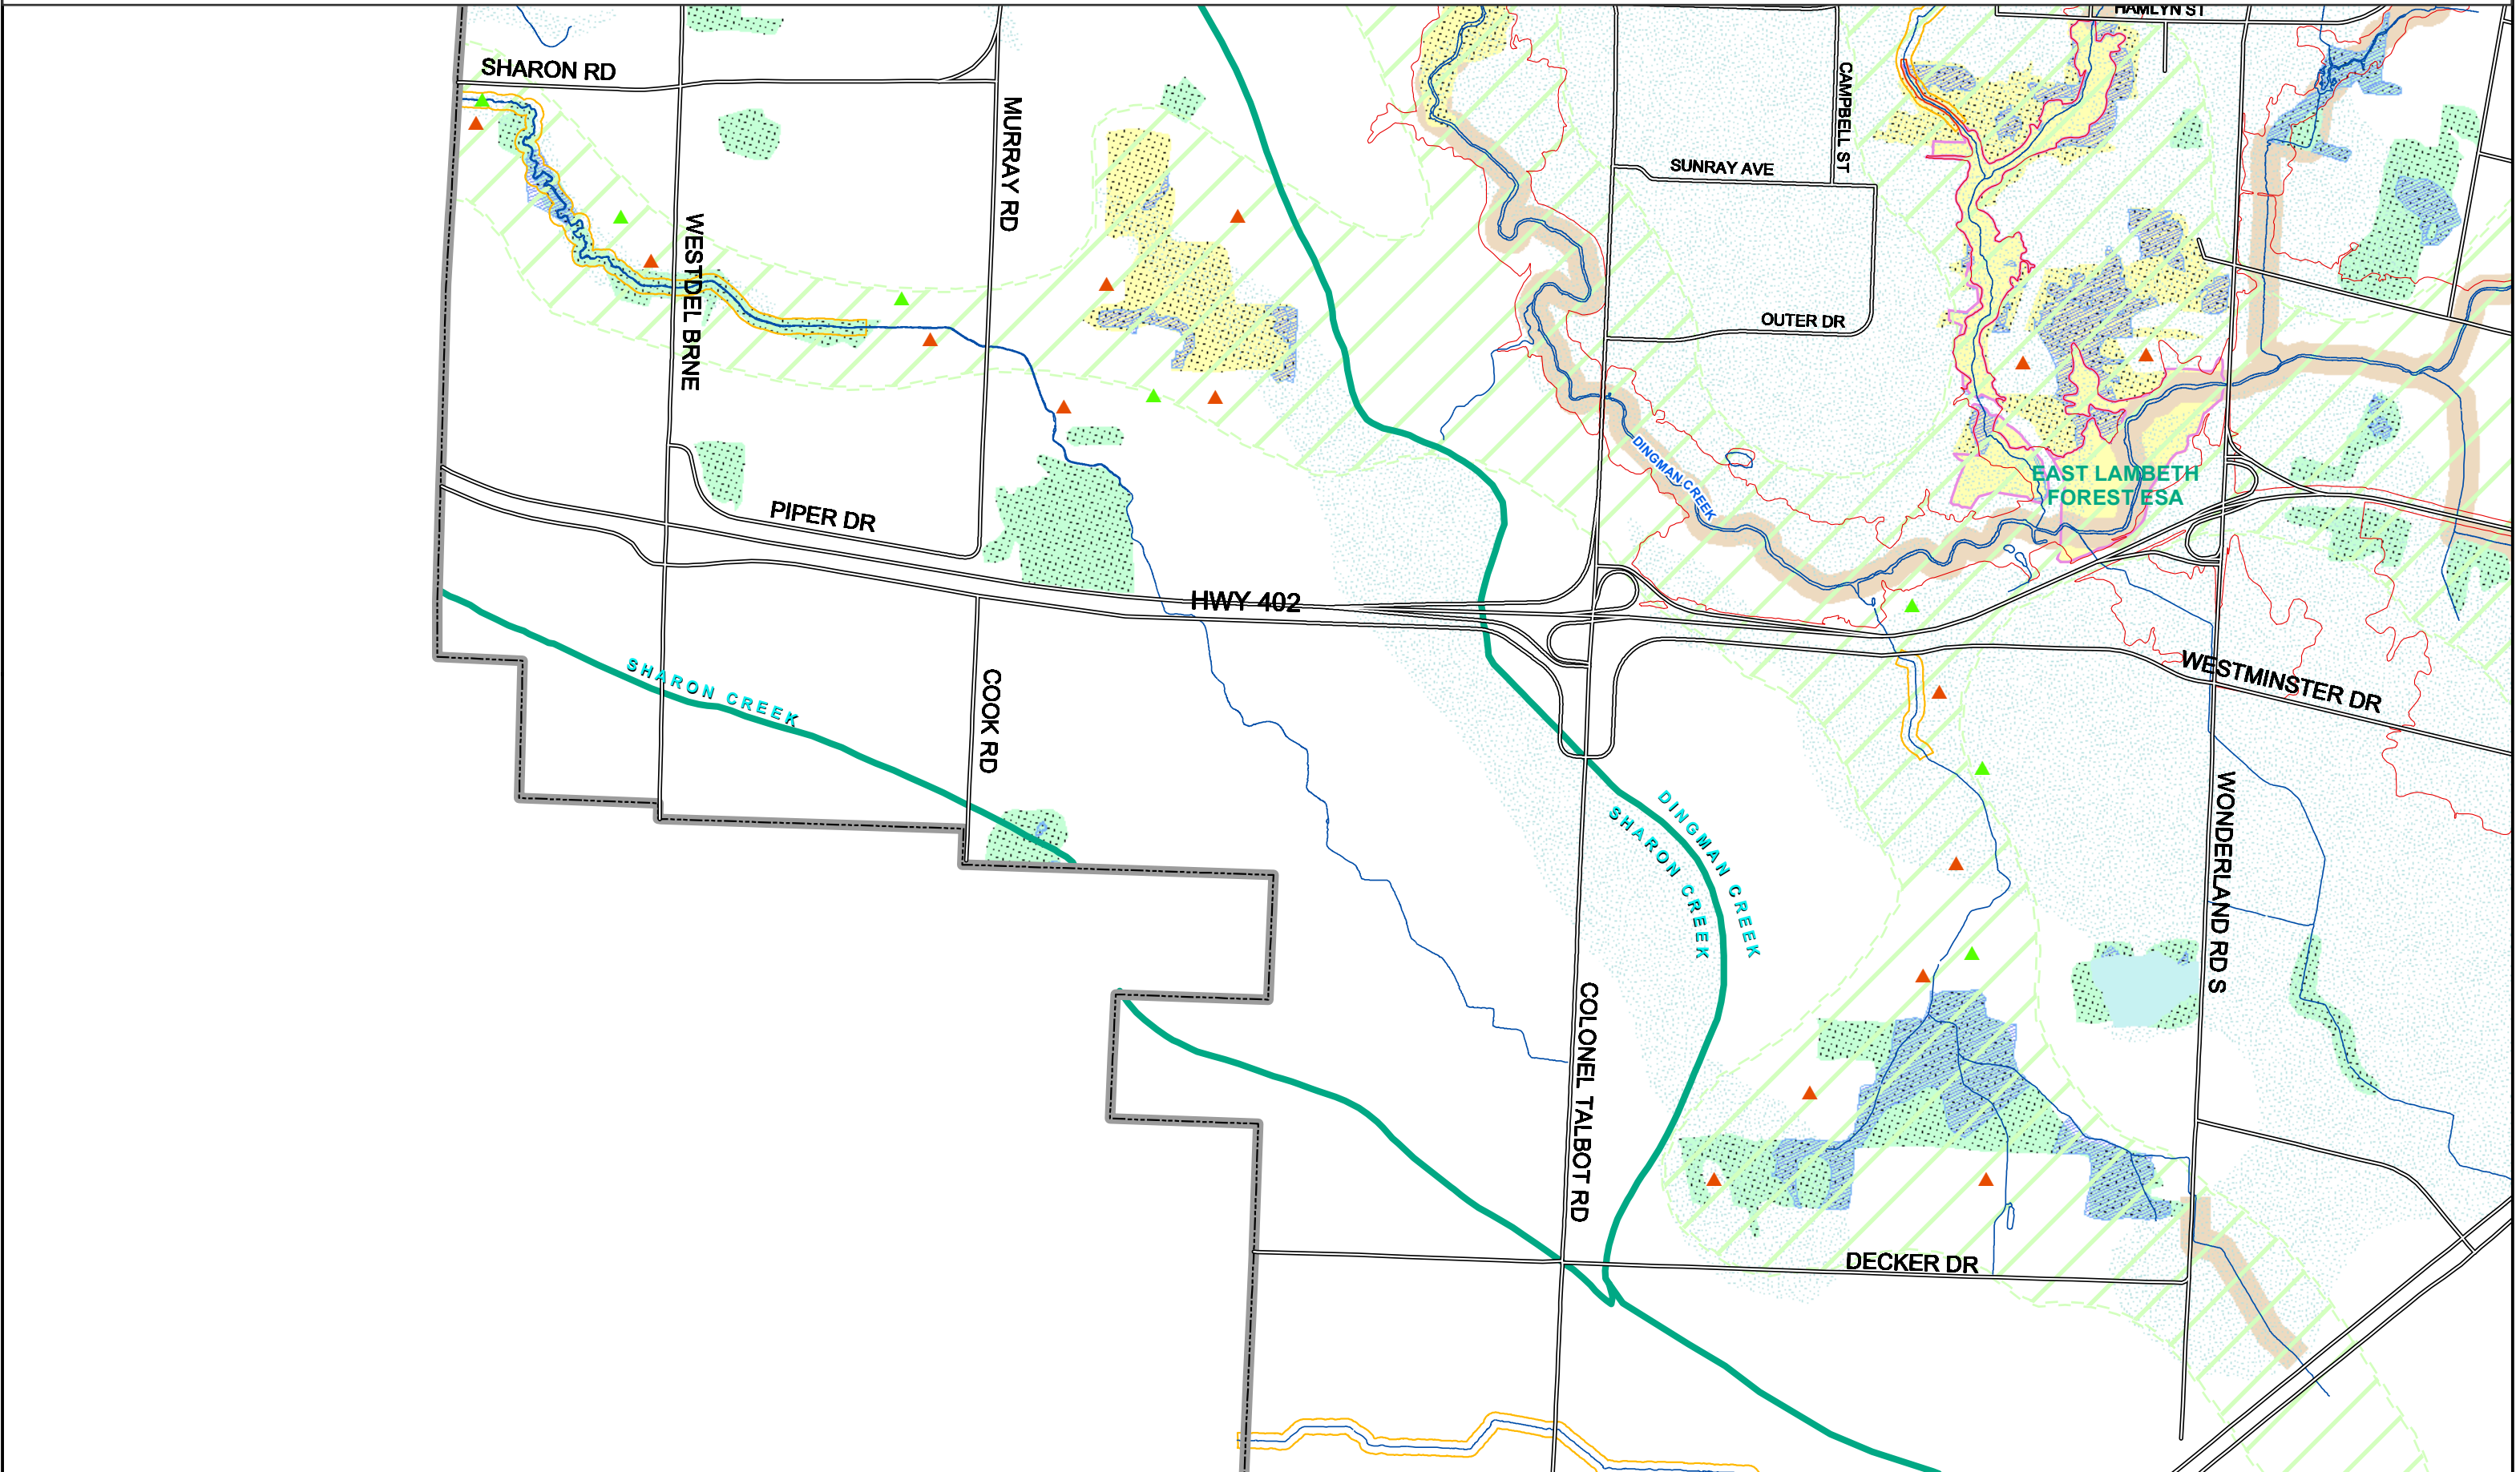 HAMLYN ST
SHARON RD
CAMPBELL ST
MURRAY RD
SUNRAY AVE
WESTDEL BRNE
OUTER DR
DINGMAN CREEK
EAST LAMBETH
FOREST ESA
PIPER DR
HWY 402
SHARON CREEK
COOK RD
WESTMINSTER DR
WONDERLAND RD S
DINGMAN CREEK
SHARON CREEK
COLONEL TALBOT RD
DECKER DR